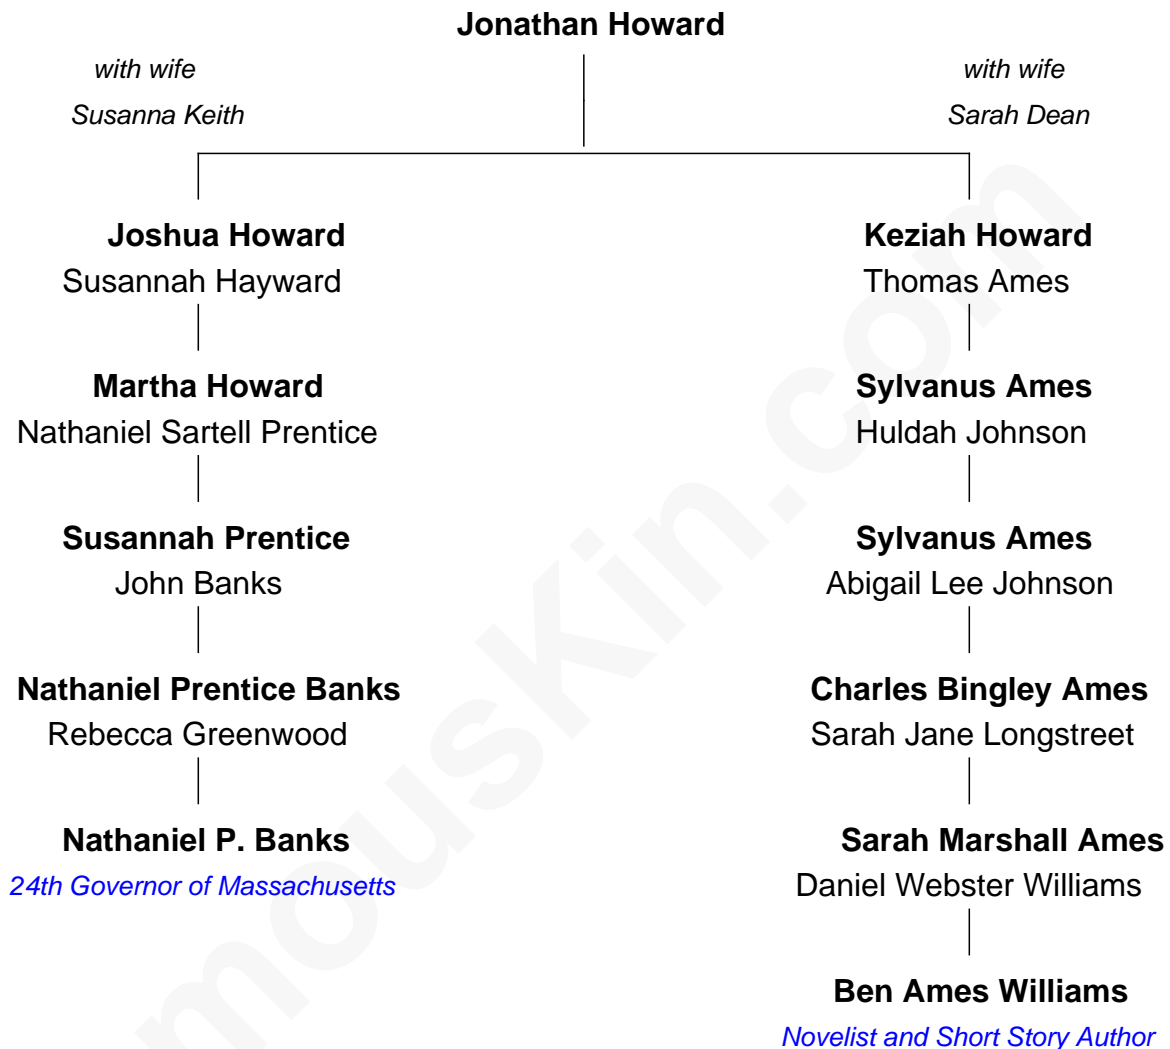 Jonathan Howard
with wife
Susanna Keith
with wife
Sarah Dean
Joshua Howard
Susannah Hayward
Keziah Howard
Thomas Ames
Martha Howard
Nathaniel Sartell Prentice
Sylvanus Ames
Huldah Johnson
Susannah Prentice
John Banks
Sylvanus Ames
Abigail Lee Johnson
Nathaniel Prentice Banks
Rebecca Greenwood
Charles Bingley Ames
Sarah Jane Longstreet
Nathaniel P. Banks
24th Governor of Massachusetts
Sarah Marshall Ames
Daniel Webster Williams
Ben Ames Williams
Novelist and Short Story Author
mousKin.com